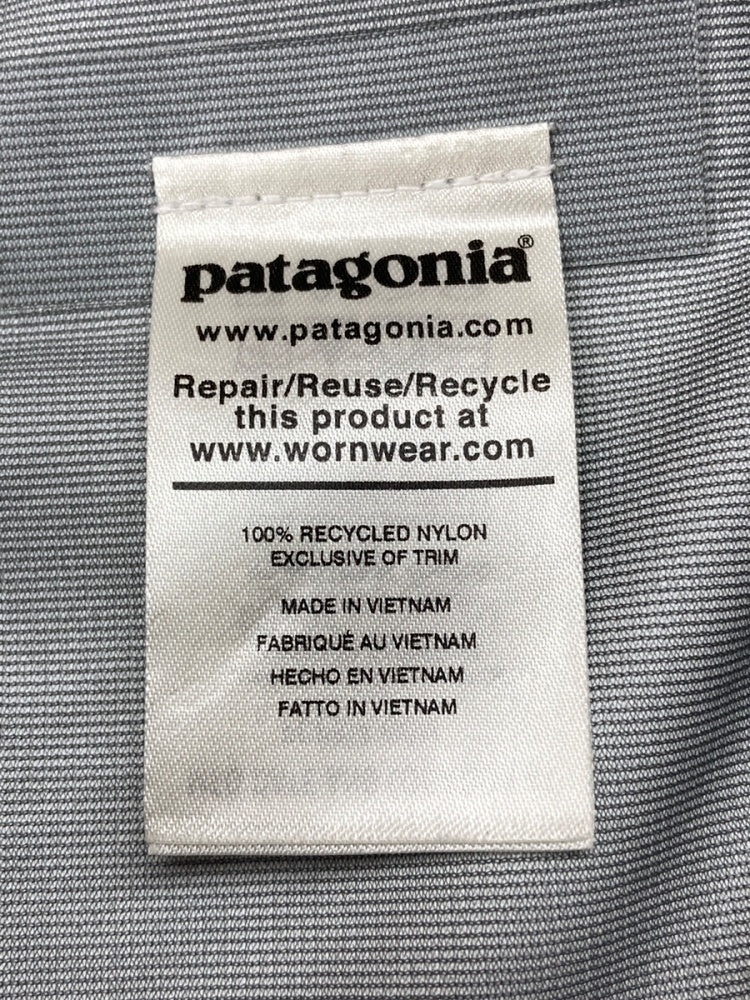 patagonia®
www.patagonia.com
Repair/Reuse/Recycle
this product at
www.wornwear.com
100% RECYCLED NYLON
EXCLUSIVE OF TRIM
MADE IN VIETNAM
FABRIQUÉ AU VIETNAM
HECHO EN VIETNAM
FATTO IN VIETNAM